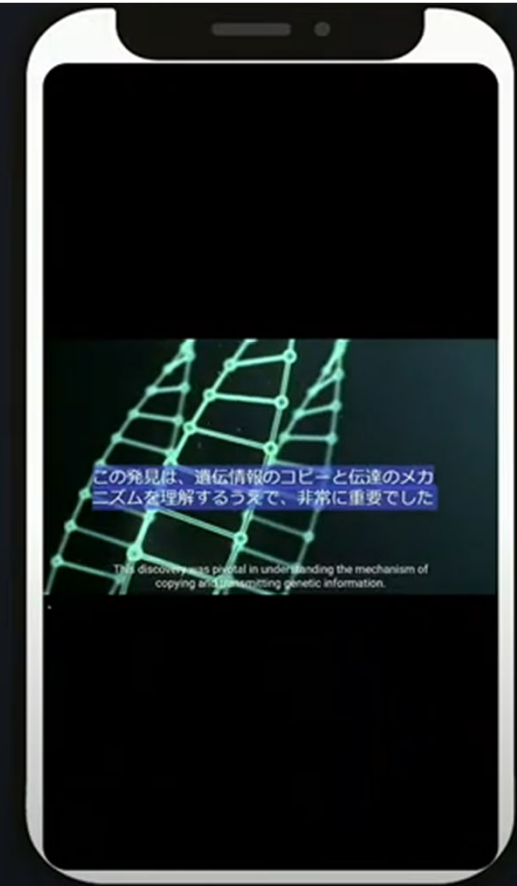 この発見は、遺伝情報のコピーと伝達のメカ
ニズムを理解するうえで、非常に重要でした
This discovery was pivotal in understanding the mechanism of
copying and transmitting genetic information.